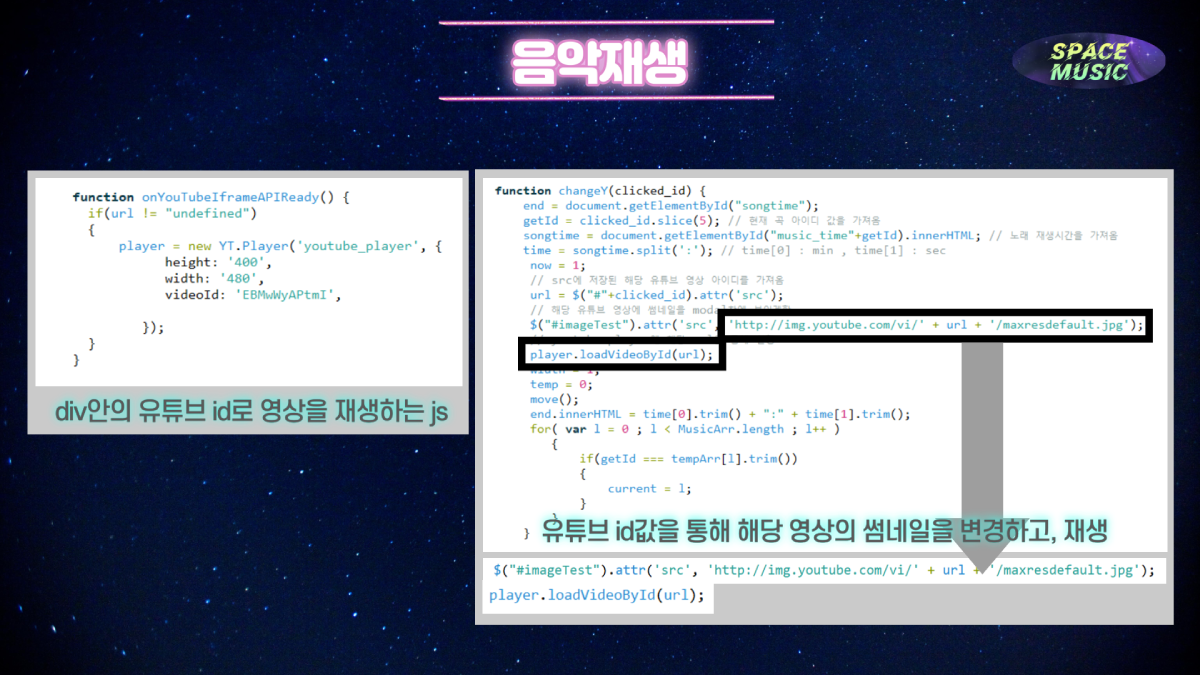 음악재생
SPACE
MUSIC
function onYouTubeIframeAPIReady() {
if(url != "undefined")
{
player = new YT.Player('youtube_player', {
height: '400',
width: '480',
videoId: 'EBMwWyAPtmI',
});
}
}
div안의 유튜브 id로 영상을 재생하는 js
function changeY(clicked_id) {
end = document.getElementById("songtime");
getId = clicked_id.slice(5); // 현재 곡 아이디 값을 가져옴
songtime = document.getElementById("music_time"+getId).innerHTML; // 노래 재생시간을 가져옴
time = songtime.split(':'); // time[0] : min , time[1] : sec
now = 1;
// src에 저장된 해당 유튜브 영상 아이디를 가져옴
url = $("#"+clicked_id).attr('src');
// 해당 유튜브 영상에 썸네일을
$("#imageTest").attr('src', 'http://img.youtube.com/vi/' + url + '/maxresdefault.jpg');
player.loadVideoById(url);
width = 1;
temp = 0;
move();
end.innerHTML = time[0].trim() + ":" + time[1].trim();
for( var l = 0 ; l < MusicArr.length ; l++ )
{
if(getId === tempArr[l].trim())
{
current = l;
}
}
}
유튜브 id값을 통해 해당 영상의 썸네일을 변경하고, 재생
$("#imageTest").attr('src', 'http://img.youtube.com/vi/' + url + '/maxresdefault.jpg');
player.loadVideoById(url);